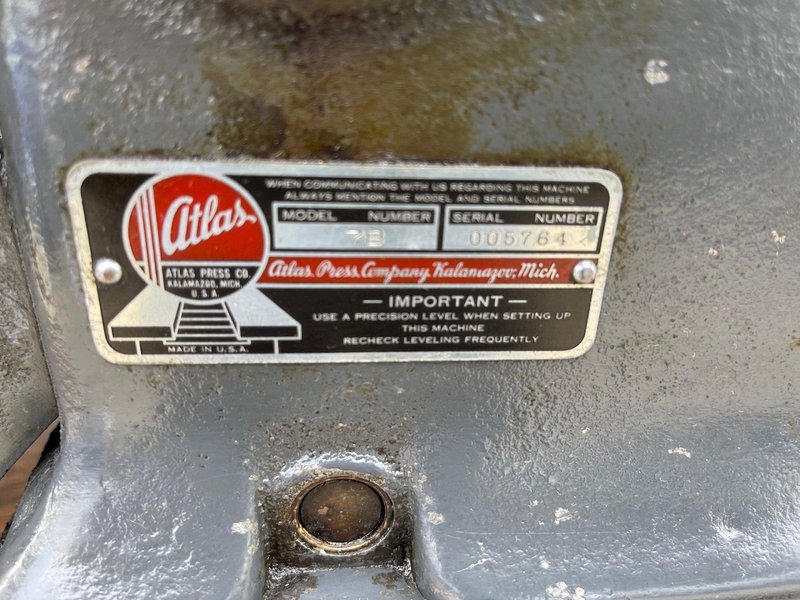 WHEN COMMUNICATING WITH US REGARDING THIS MACHINE
ALWAYS MENTION THE MODEL AND SERIAL NUMBERS
Atlas
MODEL NUMBER
7B
SERIAL NUMBER
005764
ATLAS PRESS CO.
KALAMAZOO, MICH.
U.S.A.
Atlas Press Company, Kalamazoo, Mich.
— IMPORTANT —
USE A PRECISION LEVEL WHEN SETTING UP
THIS MACHINE
RECHECK LEVELING FREQUENTLY
MADE IN U.S.A.